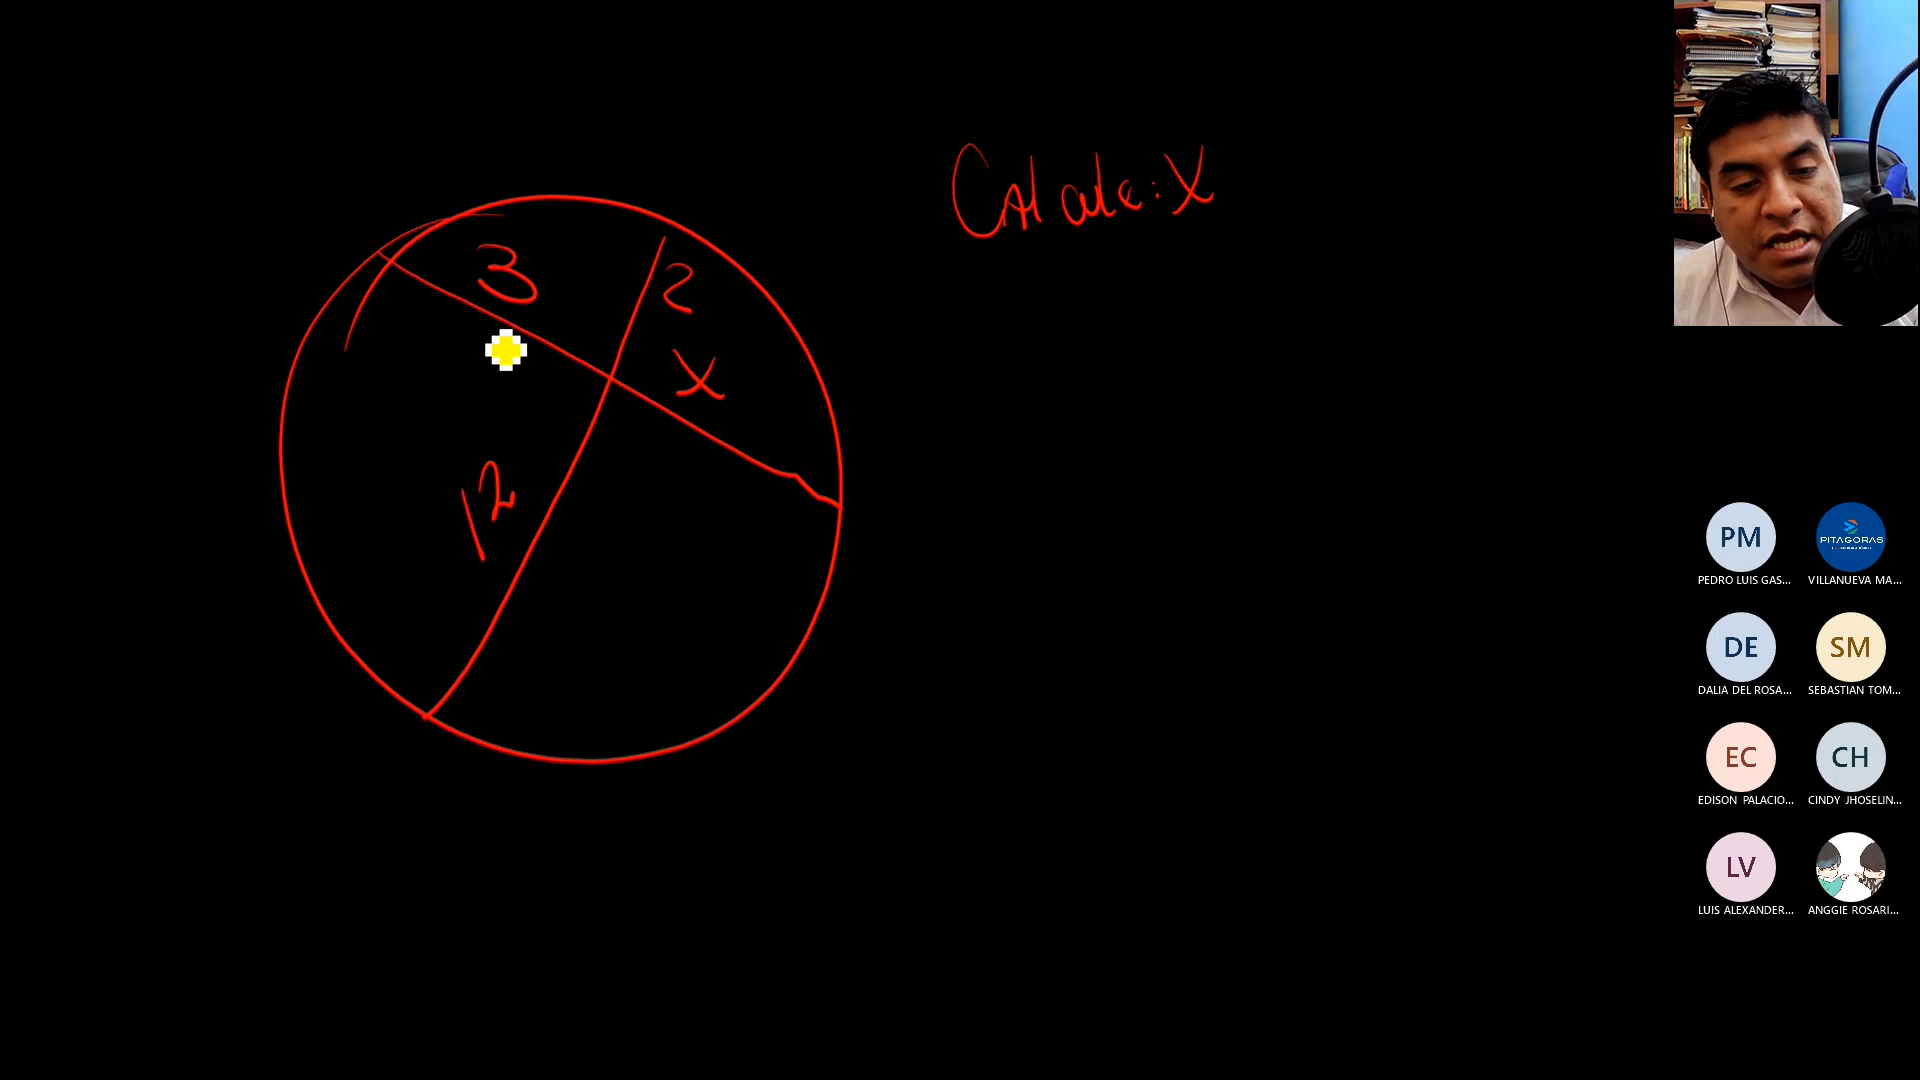 Calcule: X
3
2
X
12
PM
PITAGORAS
PEDRO LUIS GAS...
VILLANUEVA MA...
DE
SM
DALIA DEL ROSA...
SEBASTIAN TOM...
EC
CH
EDISON PALACIO...
CINDY JHOSELIN...
LV
LUIS ALEXANDER...
ANGGIE ROSARI...